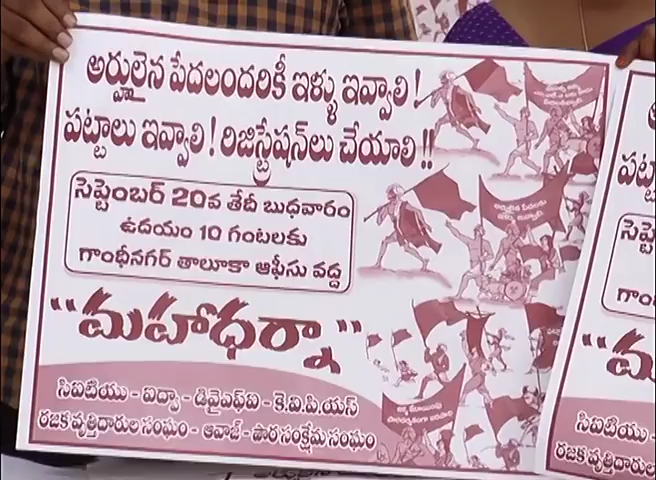 అర్హులైన పేదలందరికీ ఇళ్ళు ఇవ్వాలి !
పట్టాలు ఇవ్వాలి ! రిజిస్ట్రేషన్‌లు చేయాలి !!
సెప్టెంబర్ 20వ తేదీ బుధవారం
ఉదయం 10 గంటలకు
గాంధీనగర్ తాలూకా ఆఫీసు వద్ద
"మహాధర్నా"
సిఐటియు - ఐద్వా - డివైఎఫ్ఐ - కె.వి.పి.యస్
రజక వృత్తిదారుల సంఘం - ఆవాజ్ - పౌర సంక్షేమ సంఘం